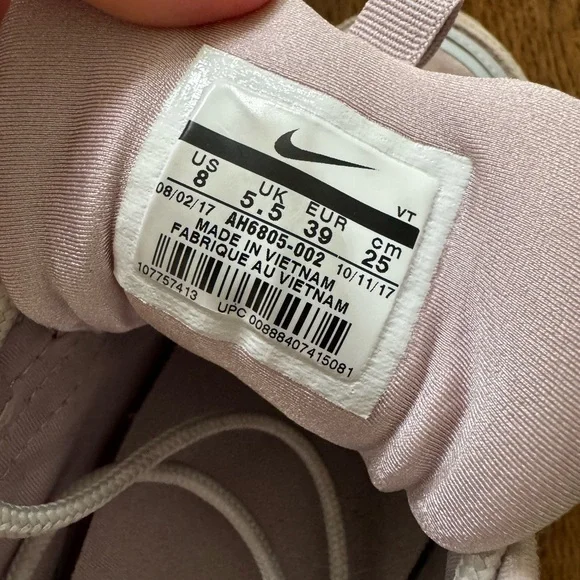 VT
US UK EUR cm
8 5.5 39 25
08/02/17 AH6805-002 10/11/17
MADE IN VIETNAM
FABRIQUE AU VIETNAM
107757413
UPC 00888407415081